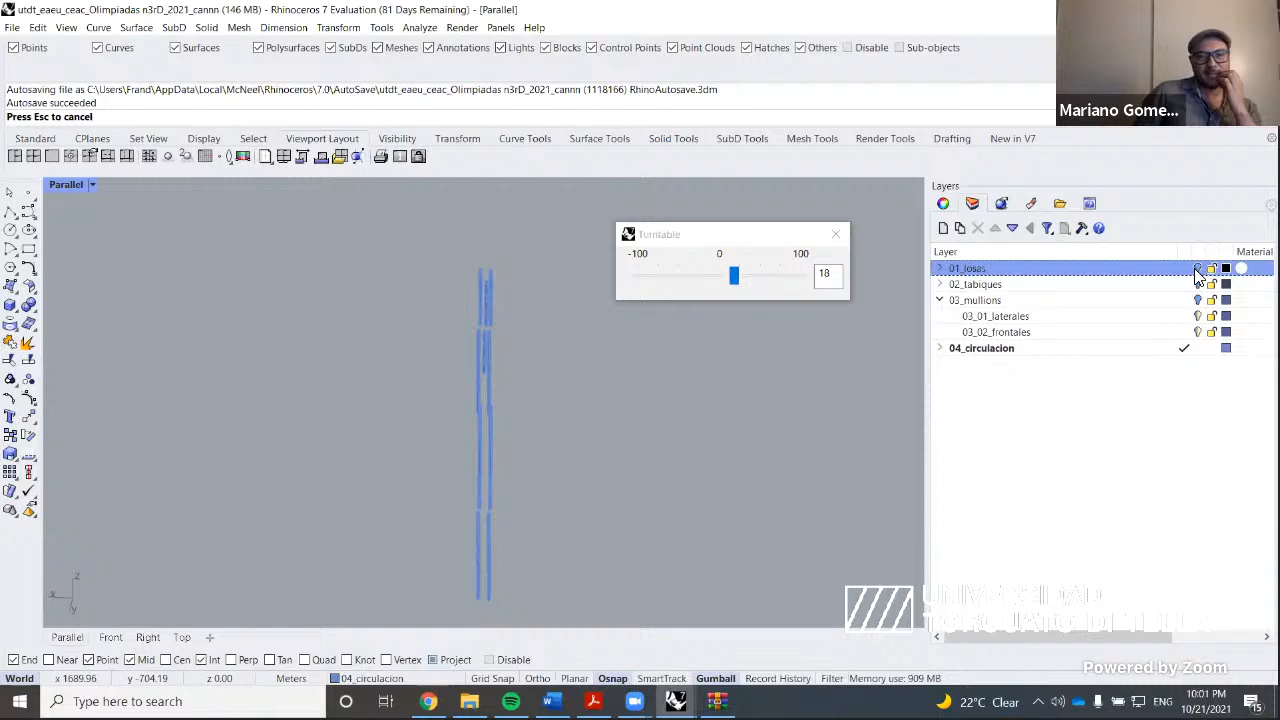 utdt_eaeu_ceac_Olimpiadas n3rD_2021_cannn (146 MB) - Rhinoceros 7 Evaluation (81 Days Remaining) - [Parallel]
File Edit View Curve Surface Solid Mesh Dimension Transform Tools Analyze Render Panels Help
Points Curves Surfaces Polysurfaces SubDs Meshes Annotations Lights Blocks Control Points Point Clouds Hatches Others Disable Sub-objects
Autosaving file as C:\Users\Frand\AppData\Local\McNeel\Rhinoceros\7.0\AutoSave\utdt_eaeu_ceac_Olimpiadas n3rD_2021_cannn (1118166) RhinoAutosave.3dm
Autosave succeeded
Press Esc to cancel
Mariano Gome...
Standard CPlanes Set View Display Select Viewport Layout Visibility Transform Curve Tools Surface Tools Solid Tools SubD Tools Mesh Tools Render Tools Drafting New in V7
Parallel
Layers
Turntable
-100 0 100
18
Layer Material
01_losas
02_tabiques
03_mullions
03_01_laterales
03_02_frontales
04_circulacion
z
x
y
UNIVERSIDAD
TORCUATO DI TELLA
Parallel Front Right Top
End Near Point Mid Cen Int Perp Tan Quad Knot Vertex Project Disable
Powered by Zoom
World x 1689.96 y -704.19 z 0.00 Meters 04_circulacion Grid Snap Ortho Planar Osnap SmartTrack Gumball Record History Filter Memory use: 909 MB
Type here to search
22°C Clear
ENG
10:01 PM
10/21/2021
15